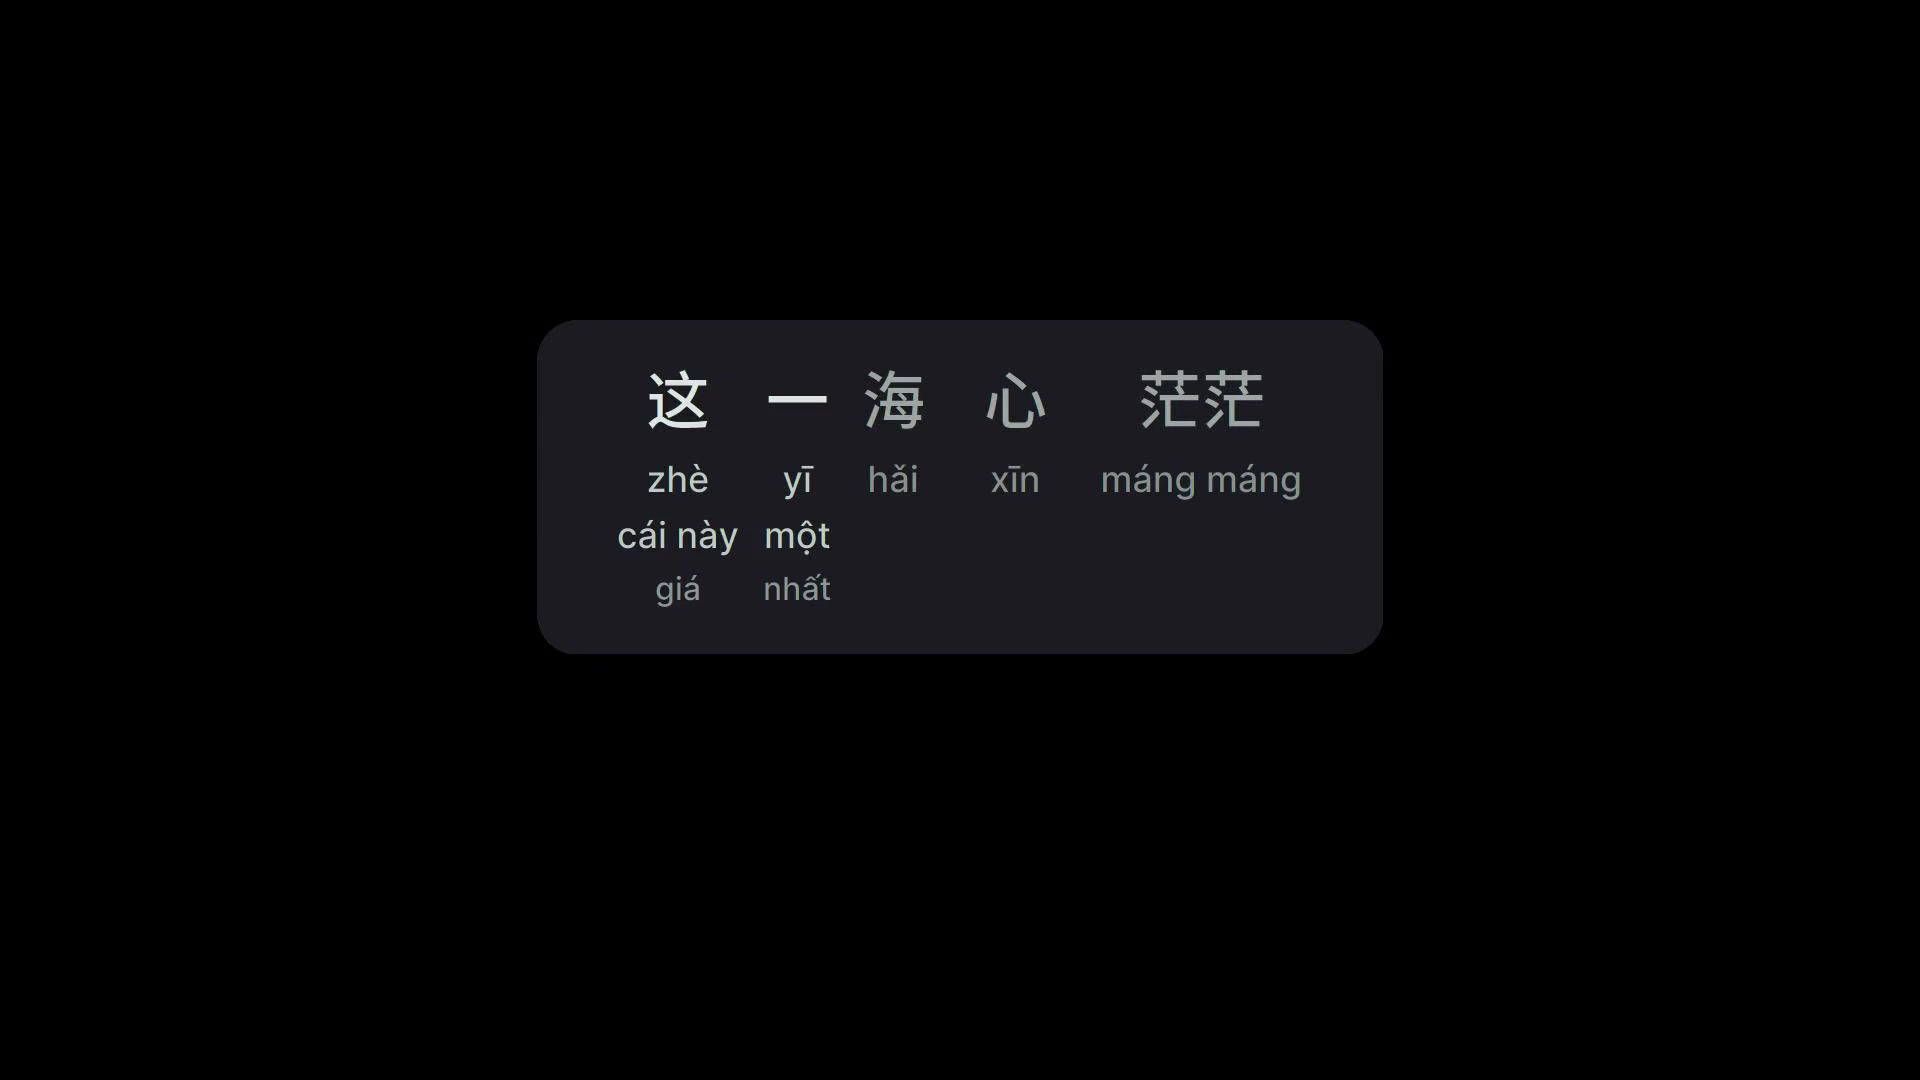 这 一 海 心 茫茫
zhè yī hǎi xīn máng máng
cái này một
giá nhất